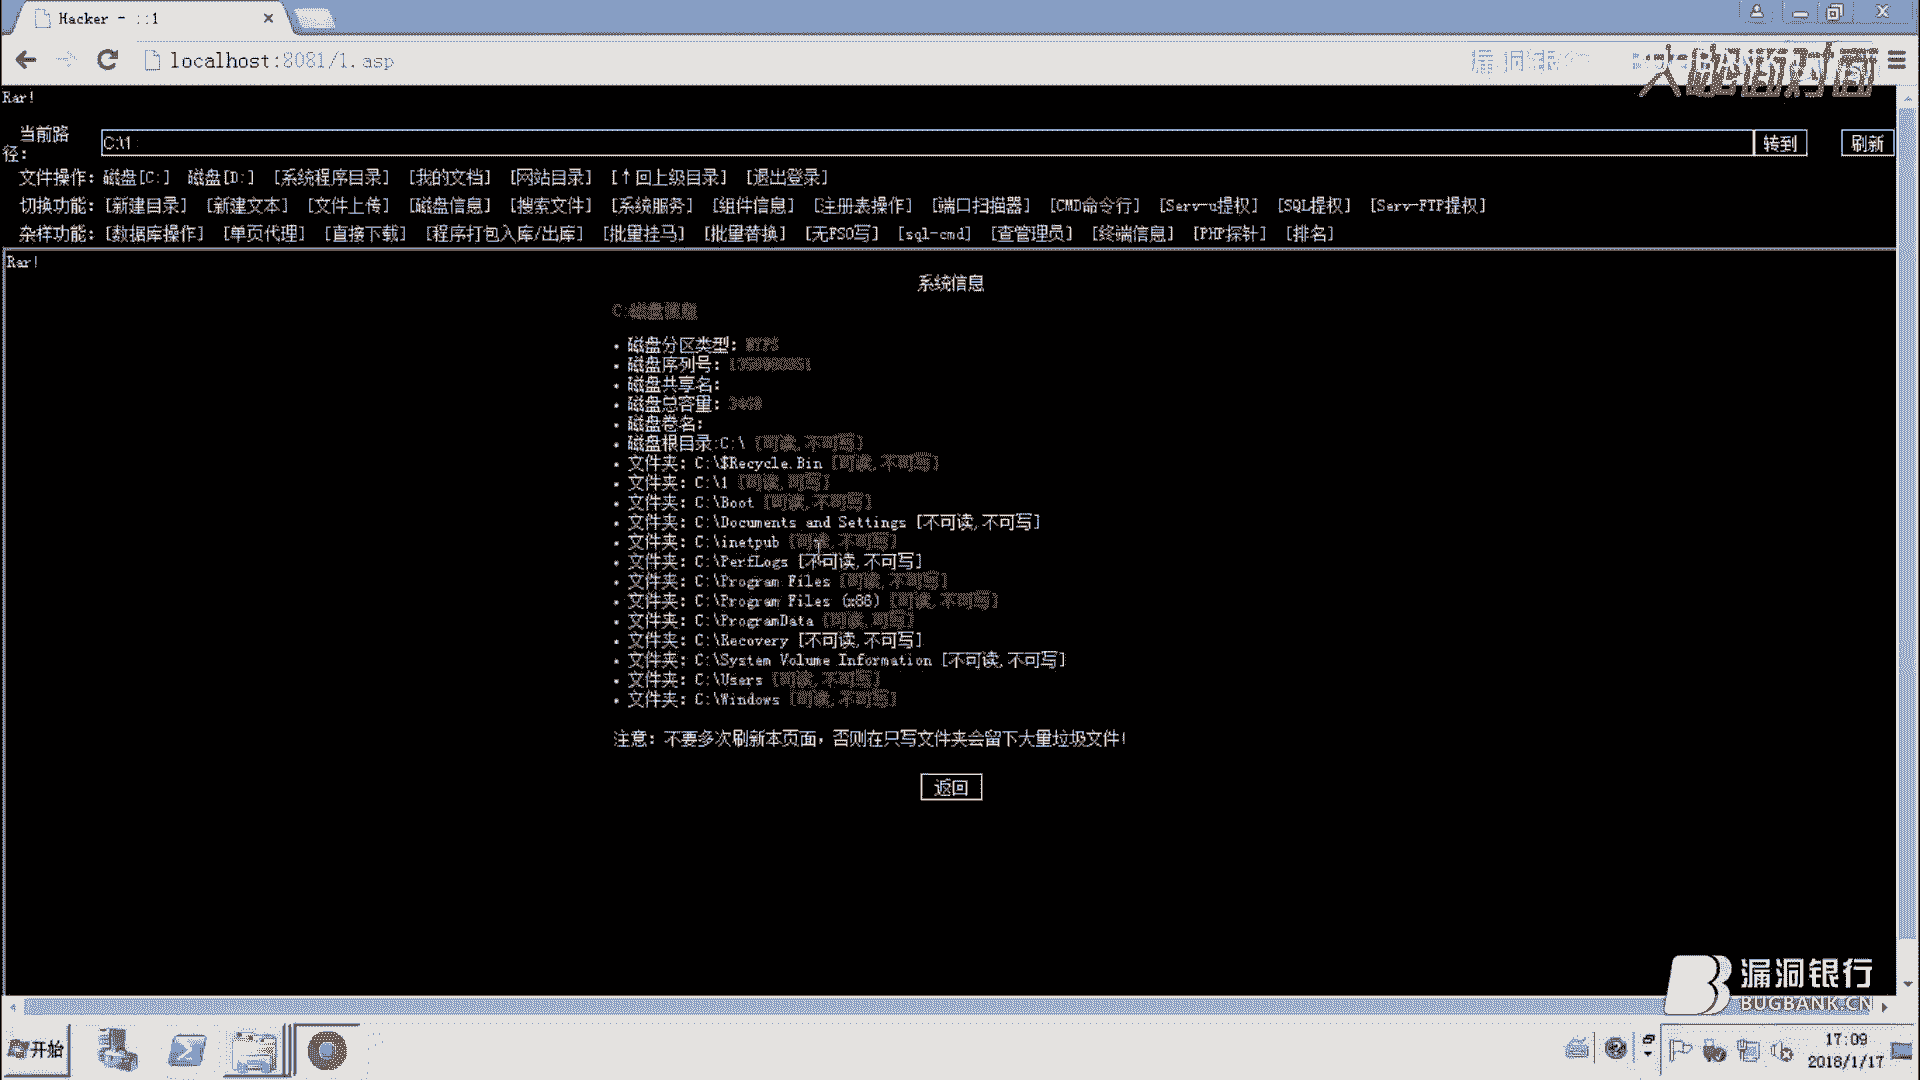 Hacker - ::1
localhost:8081/1.asp
Rar!
当前路径: C:\1 转到 刷新
文件操作: 磁盘[C:] 磁盘[D:] [系统程序目录] [我的文档] [网站目录] [↑回上级目录] [退出登录]
切换功能: [新建目录] [新建文本] [文件上传] [磁盘信息] [搜索文件] [系统服务] [组件信息] [注册表操作] [端口扫描器] [CMD命令行] [Serv-u提权] [SQL提权] [Serv-FTP提权]
杂样功能: [数据库操作] [单页代理] [直接下载] [程序打包入库/出库] [批量挂马] [批量替换] [无FSO写] [sql-cmd] [查管理员] [终端信息] [PHP探针] [排名]
Rar!
系统信息
C:磁盘信息
磁盘分区类型: NTFS
磁盘序列号:
磁盘共享名:
磁盘总容量: 34GB
磁盘卷名:
磁盘根目录:C:\ [可读,不可写]
文件夹: C:\$Recycle.Bin [可读,不可写]
文件夹: C:\1 [可读,可写]
文件夹: C:\Boot [可读,不可写]
文件夹: C:\Documents and Settings [不可读,不可写]
文件夹: C:\inetpub [可读,不可写]
文件夹: C:\PerfLogs [不可读,不可写]
文件夹: C:\Program Files [可读,不可写]
文件夹: C:\Program Files (x86) [可读,不可写]
文件夹: C:\ProgramData [可读,可写]
文件夹: C:\Recovery [不可读,不可写]
文件夹: C:\System Volume Information [不可读,不可写]
文件夹: C:\Users [可读,不可写]
文件夹: C:\Windows [可读,不可写]
注意: 不要多次刷新本页面，否则在只写文件夹会留下大量垃圾文件!
返回
漏洞银行
BUGBANK.CN
开始
17:09
2018/1/17